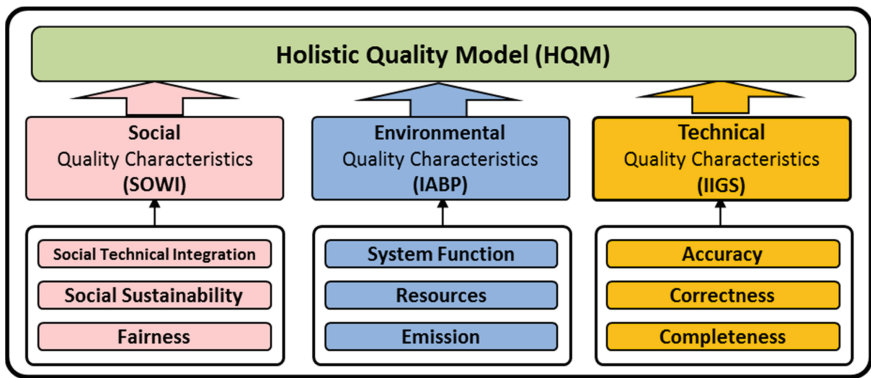 Holistic Quality Model (HQM)
Social
Quality Characteristics
(SOWI)
Environmental
Quality Characteristics
(IABP)
Technical
Quality Characteristics
(IIGS)
Social Technical Integration
Social Sustainability
Fairness
System Function
Resources
Emission
Accuracy
Correctness
Completeness